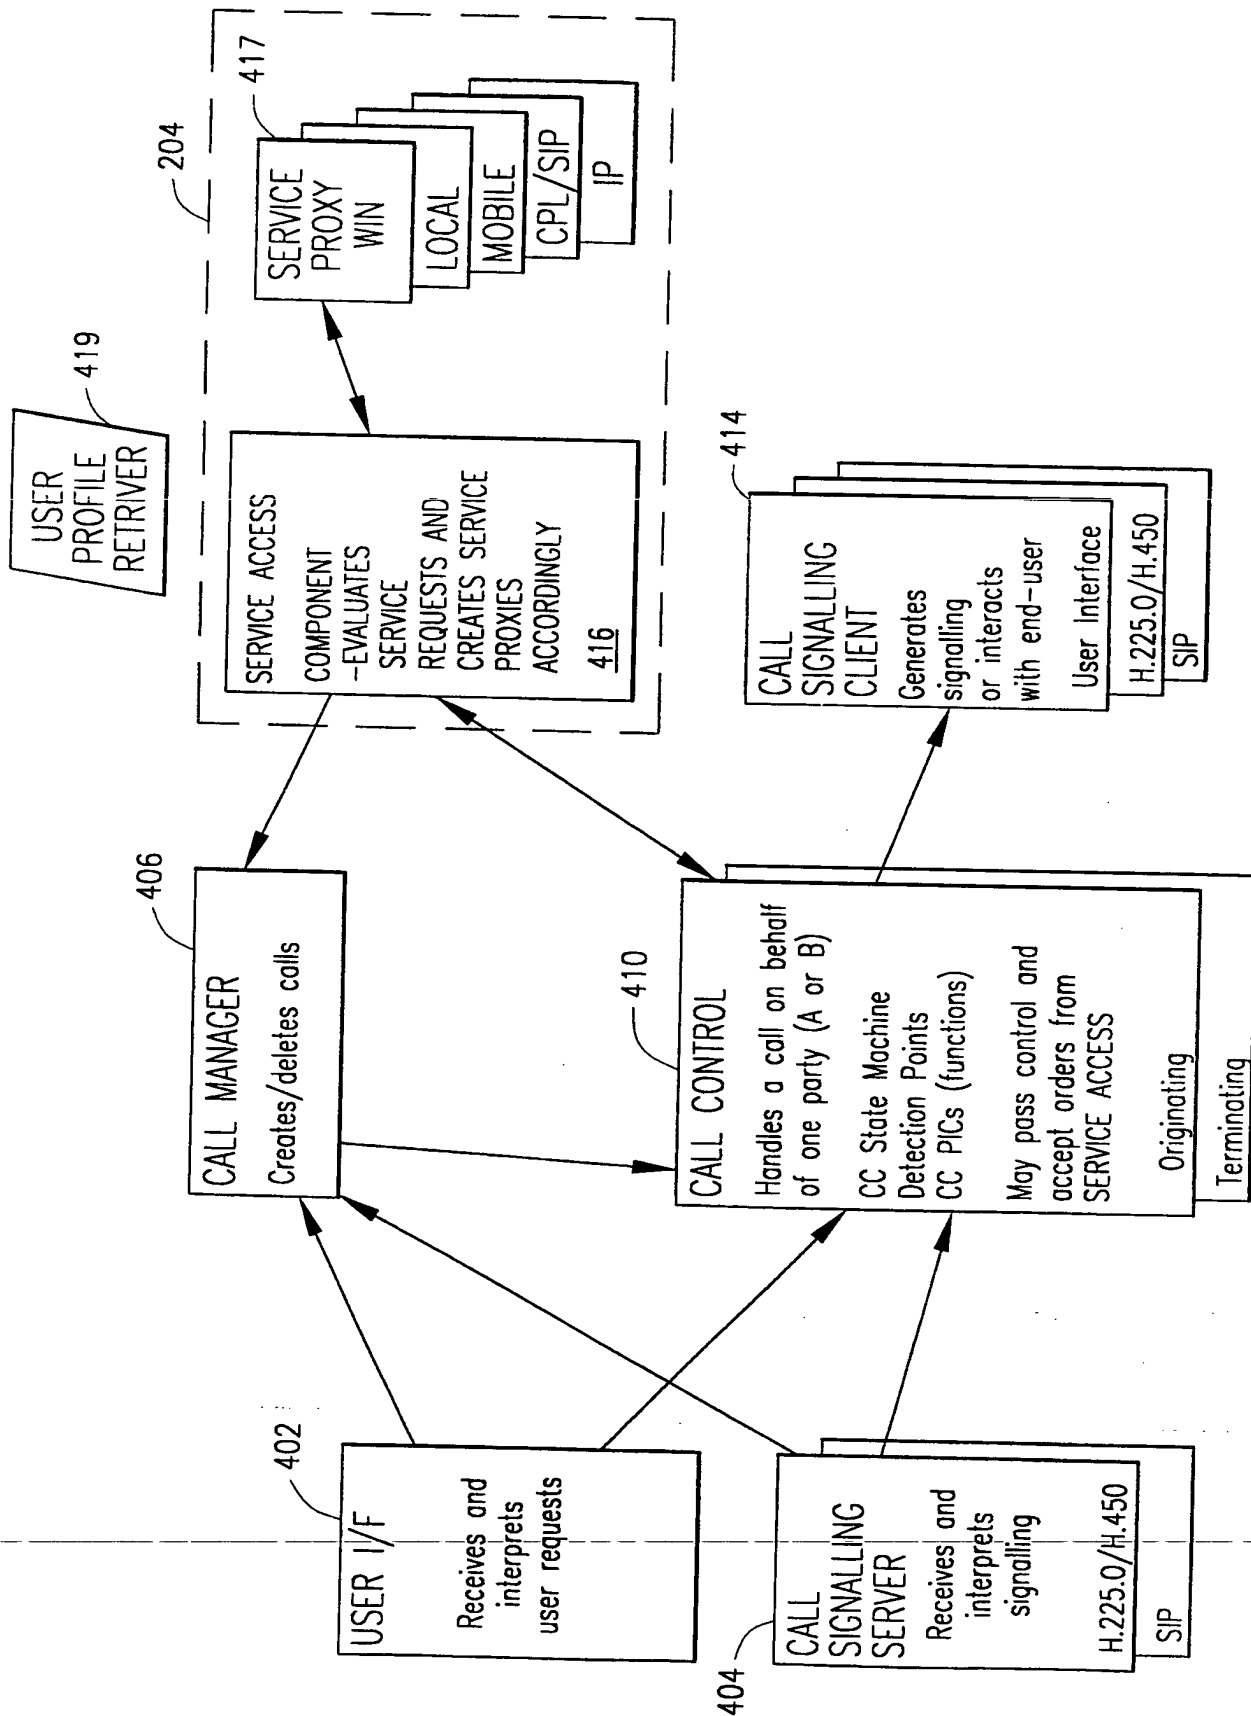 USER I/F
Receives and
interprets
user requests
402
CALL
SIGNALLING
SERVER
Receives and
interprets
signalling
H.225.0/H.450
SIP
404
CALL MANAGER
Creates/deletes calls
406
CALL CONTROL
Handles a call on behalf
of one party (A or B)
CC State Machine
Detection Points
CC PICs (functions)
May pass control and
accept orders from
SERVICE ACCESS
Originating
Terminating
410
USER
PROFILE
RETRIVER
419
204
SERVICE ACCESS
COMPONENT
-EVALUATES
SERVICE
REQUESTS AND
CREATES SERVICE
PROXIES
ACCORDINGLY
416
SERVICE
PROXY
WIN
LOCAL
MOBILE
CPL/SIP
IP
417
CALL
SIGNALLING
CLIENT
Generates
signalling
or interacts
with end-user
User Interface
H.225.0/H.450
SIP
414